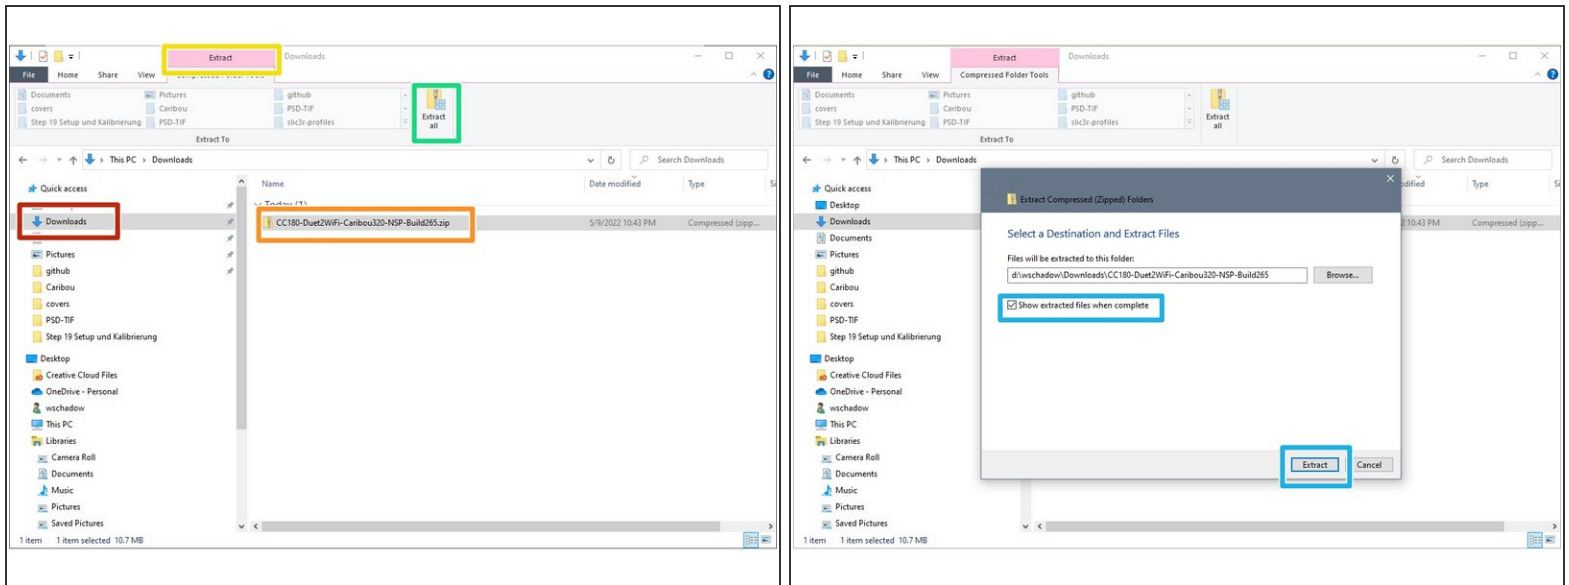 Extract Downloads
File Home Share View
Documents Pictures github
covers Caribou PSD-TIF
Step 19 Setup und Kalibrierung PSD-TIF slic3r-profiles
Extract
all
Extract To
This PC > Downloads Search Downloads
Quick access
Downloads
Pictures
github
Caribou
covers
PSD-TIF
Step 19 Setup und Kalibrierung
Desktop
Creative Cloud Files
OneDrive - Personal
wschadow
This PC
Libraries
Camera Roll
Documents
Music
Pictures
Saved Pictures
Name Date modified Type
CC180-Duet2WiFi-Caribou320-NSP-Build265.zip 5/9/2022 10:43 PM Compressed (zipp...
1 item 1 item selected 10.7 MB
Extract Downloads
File Home Share View Compressed Folder Tools
Documents Pictures github
covers Caribou PSD-TIF
Step 19 Setup und Kalibrierung PSD-TIF slic3r-profiles
Extract
all
Extract To
This PC > Downloads Search Downloads
Quick access
Desktop
Downloads
Documents
Pictures
github
Caribou
covers
PSD-TIF
Step 19 Setup und Kalibrierung
Desktop
Creative Cloud Files
OneDrive - Personal
wschadow
This PC
Libraries
Camera Roll
Documents
Music
Pictures
Saved Pictures
Type
10:43 PM Compressed (zipp...
Extract Compressed (Zipped) Folders
Select a Destination and Extract Files
Files will be extracted to this folder:
d:\wschadow\Downloads\CC180-Duet2WiFi-Caribou320-NSP-Build265 Browse...
Show extracted files when complete
Extract Cancel
1 item 1 item selected 10.7 MB